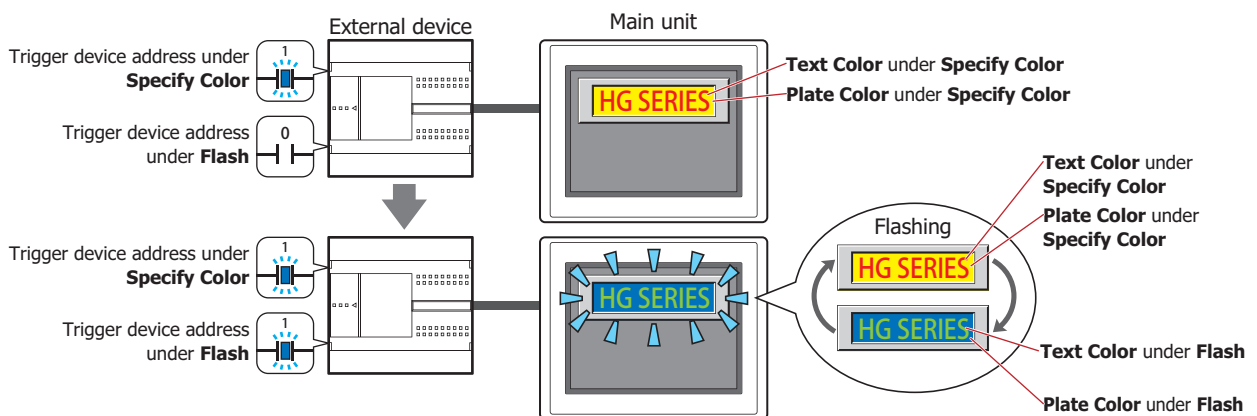 External device
Main unit
1
Trigger device address under
Specify Color
Trigger device address
under Flash
0
HG SERIES
Text Color under Specify Color
Plate Color under Specify Color
1
Trigger device address under
Specify Color
Trigger device address
under Flash
1
HG SERIES
Flashing
HG SERIES
HG SERIES
Text Color under
Specify Color
Plate Color under
Specify Color
Text Color under Flash
Plate Color under Flash